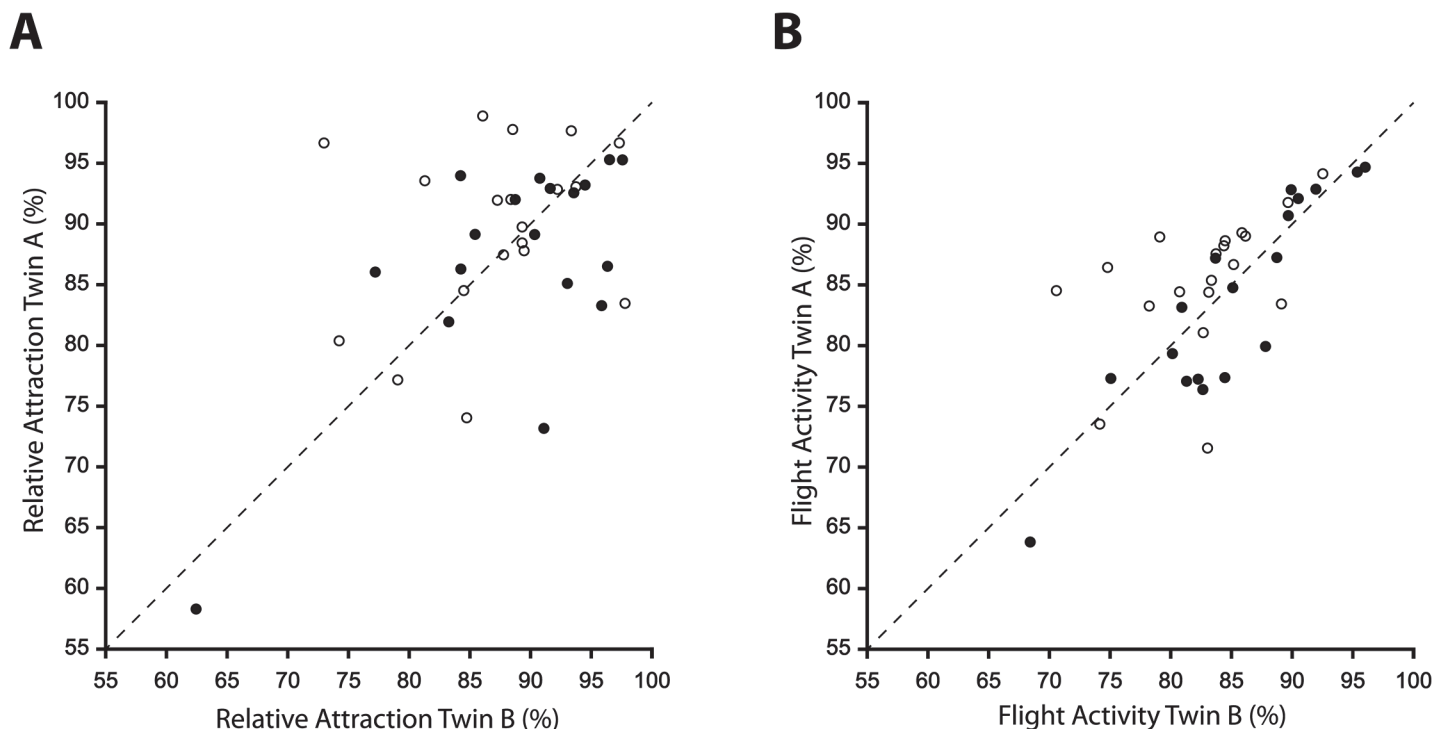 A
100
95
90
85
80
75
70
65
60
55
55 60 65 70 75 80 85 90 95 100
Relative Attraction Twin A (%)
Relative Attraction Twin B (%)
B
100
95
90
85
80
75
70
65
60
55
55 60 65 70 75 80 85 90 95 100
Flight Activity Twin A (%)
Flight Activity Twin B (%)